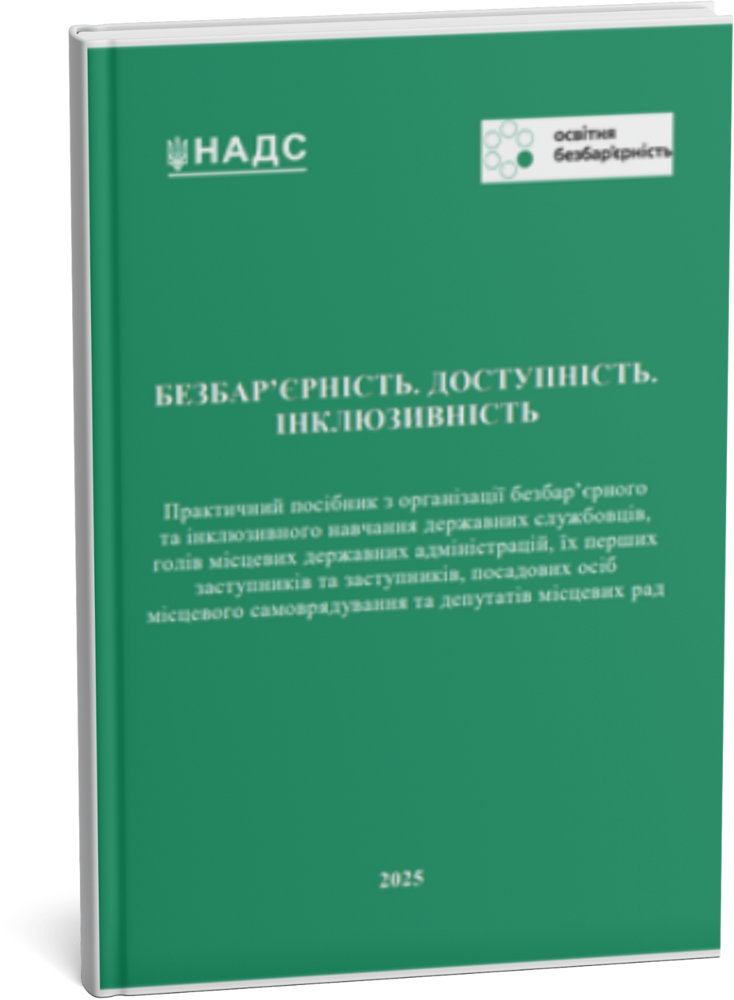 НАДС
освітня
безбар'єрність
БЕЗБАР’ЄРНІСТЬ. ДОСТУПНІСТЬ.
ІНКЛЮЗИВНІСТЬ
Практичний посібник з організації безбар’єрного
та інклюзивного навчання державних службовців,
голів місцевих державних адміністрацій, їх перших
заступників та заступників, посадових осіб
місцевого самоврядування та депутатів місцевих рад
2025